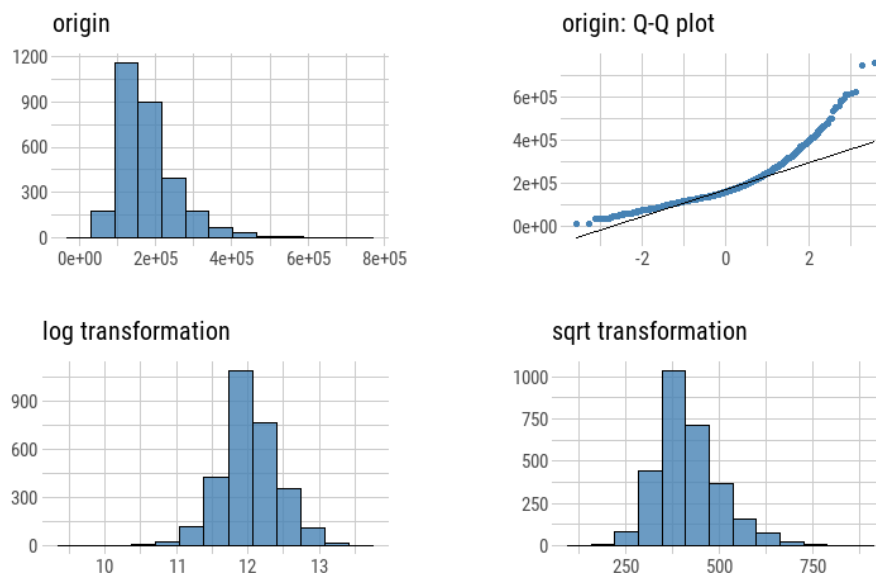 origin
1200
900
600
300
0
0e+00 2e+05 4e+05 6e+05 8e+05
origin: Q-Q plot
6e+05
4e+05
2e+05
0e+00
-2 0 2
log transformation
900
600
300
0
10 11 12 13
sqrt transformation
1000
750
500
250
0
250 500 750